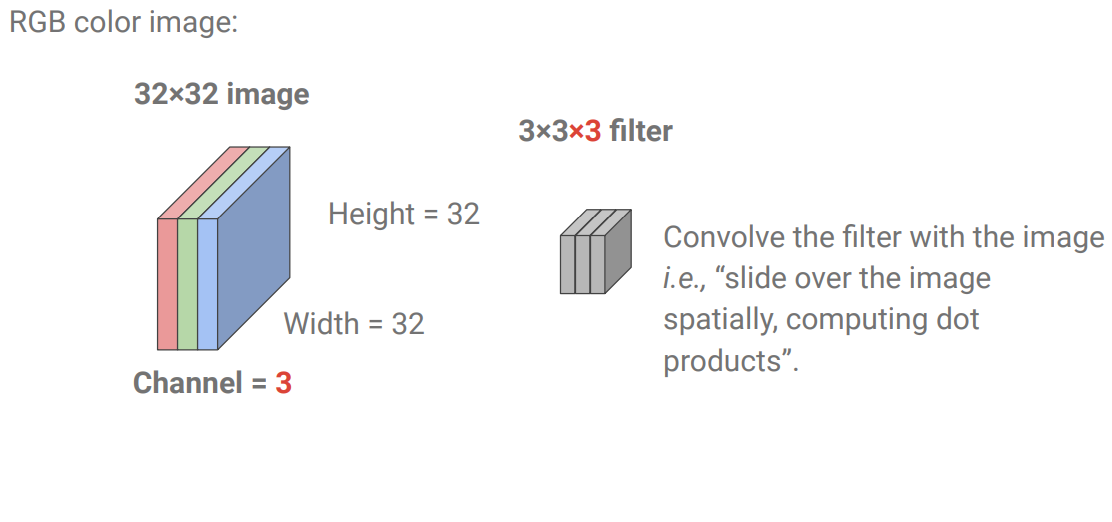 RGB color image:
32×32 image
3×3×3 filter
Height = 32
Convolve the filter with the image
i.e., “slide over the image
spatially, computing dot
products”.
Width = 32
Channel = 3